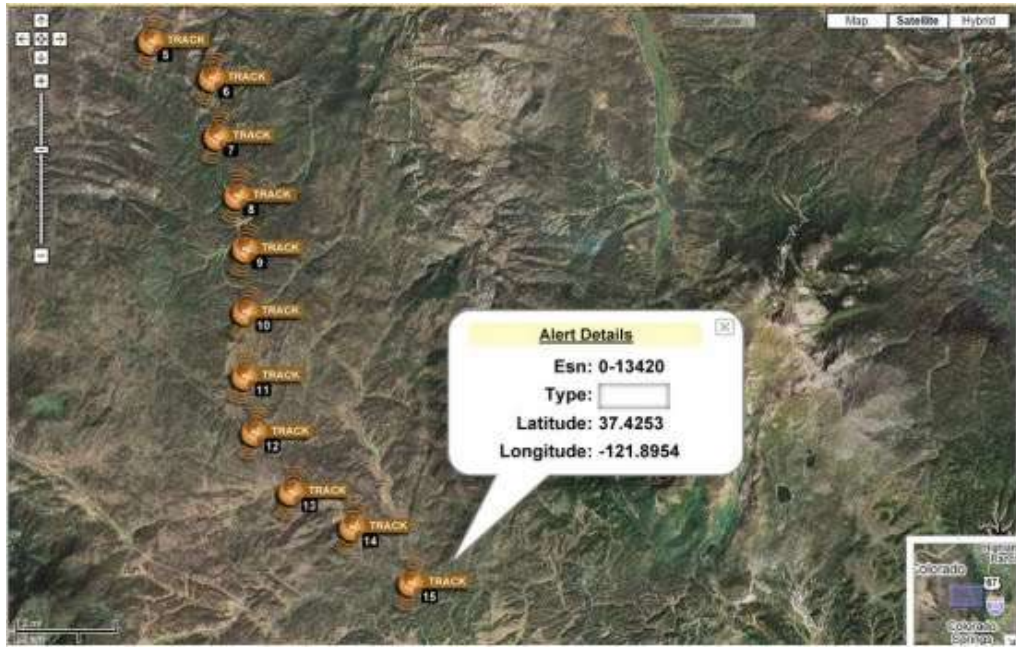 Map
Satellite
Hybrid
TRACK
5
TRACK
6
TRACK
7
TRACK
8
TRACK
9
TRACK
10
TRACK
11
TRACK
12
TRACK
13
TRACK
14
TRACK
15
Alert Details
Esn: 0-13420
Type:
Latitude: 37.4253
Longitude: -121.8954
Colorado
87
Colorado
Springs